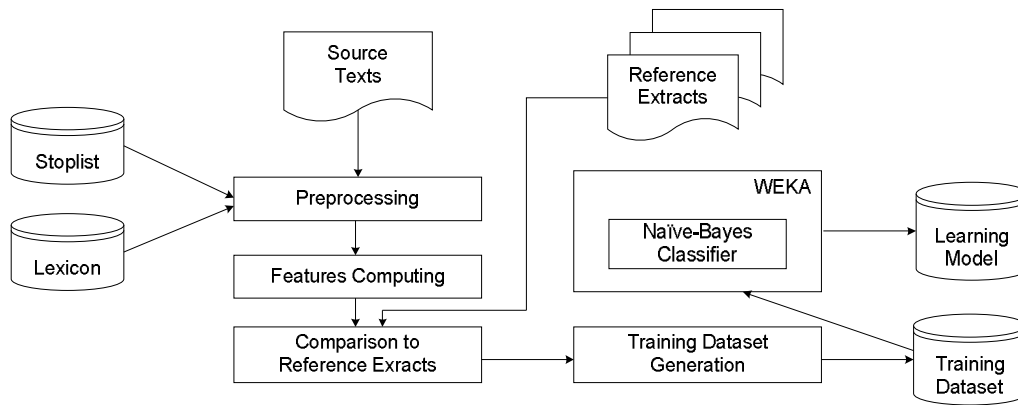 Source
Texts
Reference
Extracts
Stoplist
Preprocessing
WEKA
Naïve-Bayes
Classifier
Learning
Model
Lexicon
Features Computing
Comparison to
Reference Exracts
Training Dataset
Generation
Training
Dataset